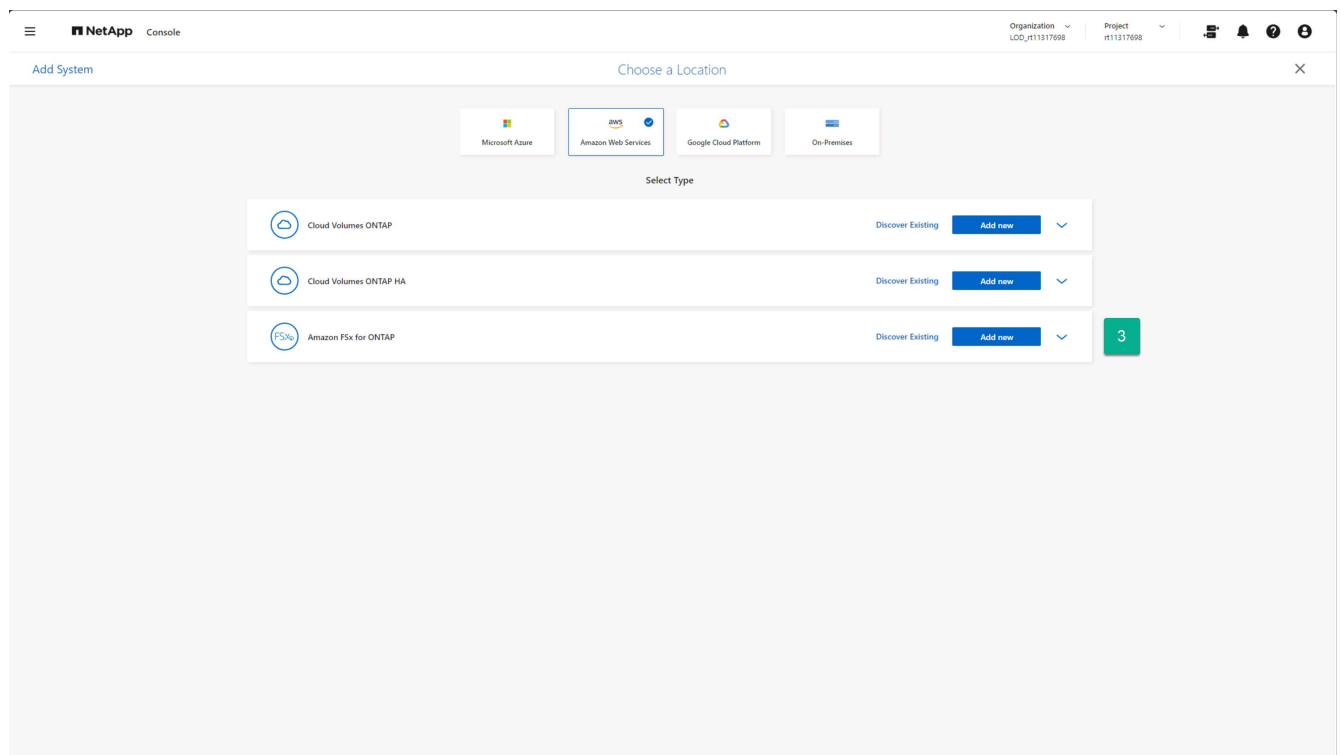 NetApp Console
Organization
LOD_rt11317698
Project
rt11317698
Add System
Choose a Location
Microsoft Azure
aws
Amazon Web Services
Google Cloud Platform
On-Premises
Select Type
Cloud Volumes ONTAP Discover Existing Add new
Cloud Volumes ONTAP HA Discover Existing Add new
FSx Amazon FSx for ONTAP Discover Existing Add new 3